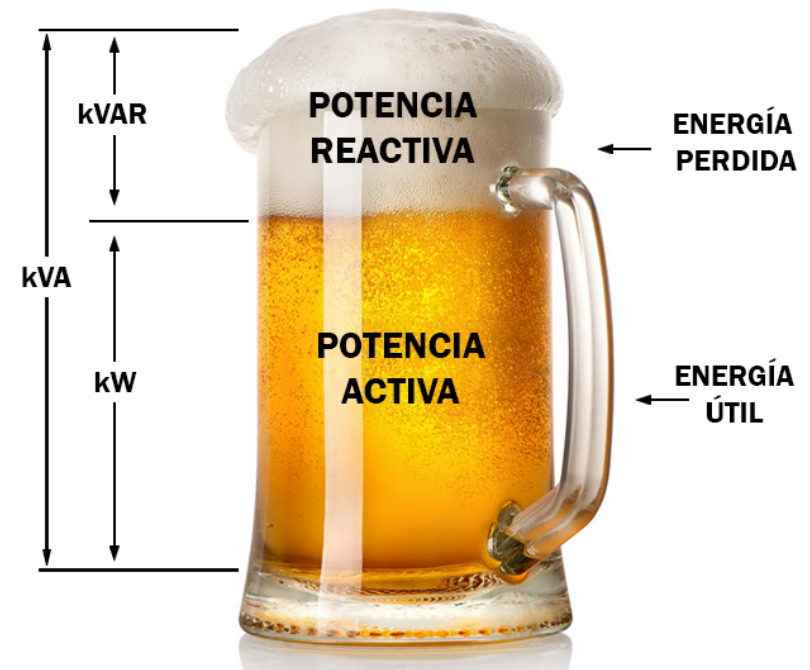 kVAR
POTENCIA
REACTIVA
ENERGÍA
PERDIDA
kVA
kW
POTENCIA
ACTIVA
ENERGÍA
ÚTIL